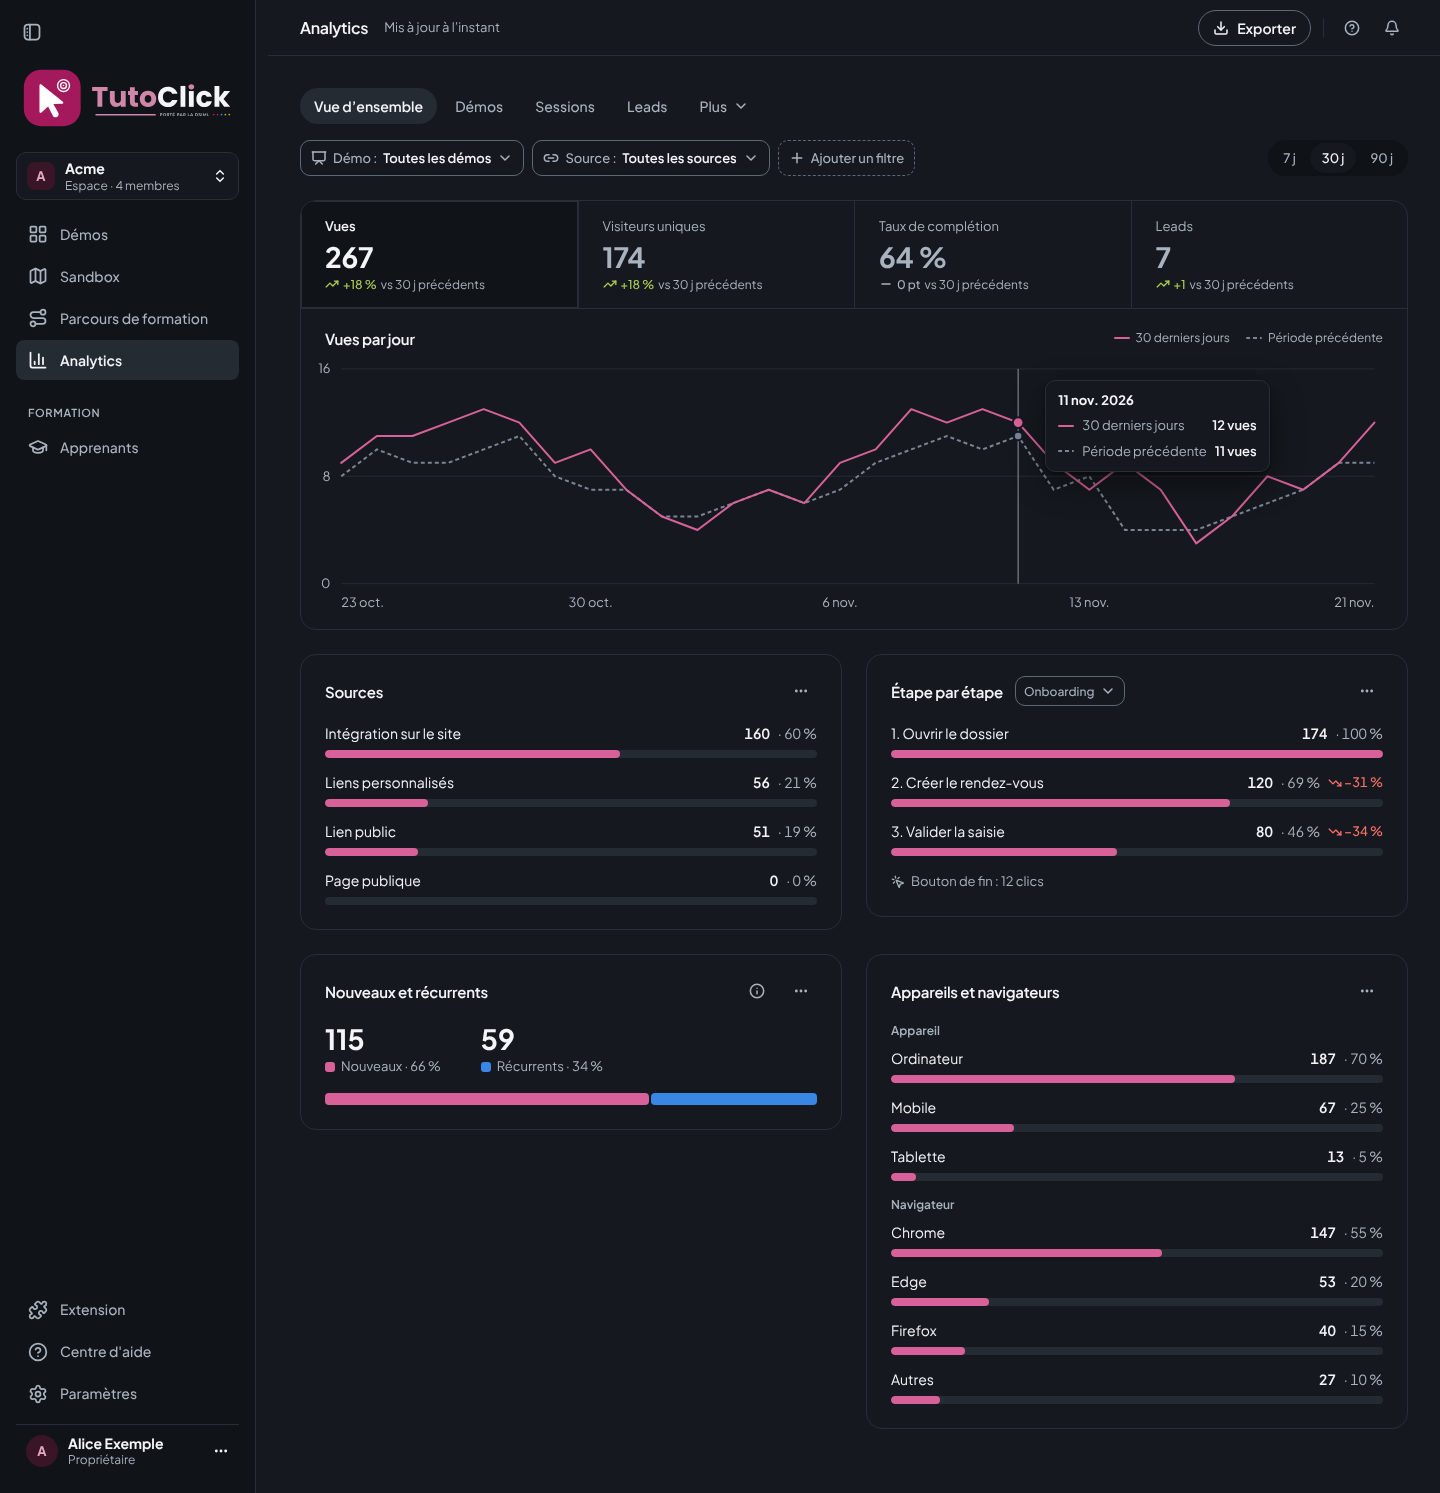 Analytics
Mis à jour à l'instant
Exporter
TutoClick
PORTÉ PAR LA DSIML
A
Acme
Espace · 4 membres
Démos
Sandbox
Parcours de formation
Analytics
FORMATION
Apprenants
Extension
Centre d'aide
Paramètres
A
Alice Exemple
Propriétaire
Vue d’ensemble
Démos
Sessions
Leads
Plus
Démo : Toutes les démos
Source : Toutes les sources
Ajouter un filtre
7 j
30 j
90 j
Vues
267
+18 % vs 30 j précédents
Visiteurs uniques
174
+18 % vs 30 j précédents
Taux de complétion
64 %
0 pt vs 30 j précédents
Leads
7
+1 vs 30 j précédents
Vues par jour
30 derniers jours
Période précédente
16
8
0
11 nov. 2026
30 derniers jours 12 vues
Période précédente 11 vues
23 oct.
30 oct.
6 nov.
13 nov.
21 nov.
Sources
Intégration sur le site 160 · 60 %
Liens personnalisés 56 · 21 %
Lien public 51 · 19 %
Page publique 0 · 0 %
Étape par étape
Onboarding
1. Ouvrir le dossier 174 · 100 %
2. Créer le rendez-vous 120 · 69 % −31 %
3. Valider la saisie 80 · 46 % −34 %
Bouton de fin : 12 clics
Nouveaux et récurrents
115
Nouveaux · 66 %
59
Récurrents · 34 %
Appareils et navigateurs
Appareil
Ordinateur 187 · 70 %
Mobile 67 · 25 %
Tablette 13 · 5 %
Navigateur
Chrome 147 · 55 %
Edge 53 · 20 %
Firefox 40 · 15 %
Autres 27 · 10 %